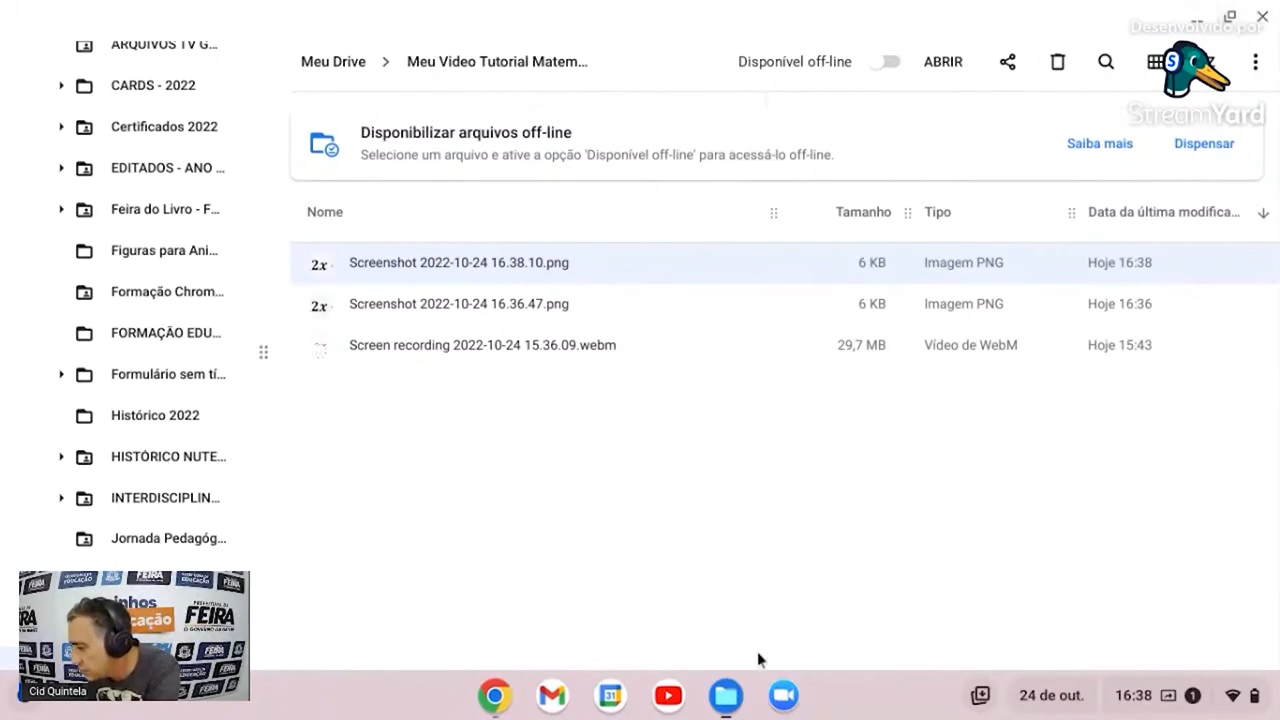 ARQUIVOS TV G...
CARDS - 2022
Certificados 2022
EDITADOS - ANO ...
Feira do Livro - F...
Figuras para Ani...
Formação Chrom...
FORMAÇÃO EDU...
Formulário sem tí...
Histórico 2022
HISTÓRICO NUTE...
INTERDISCIPLIN...
Jornada Pedagóg...
Meu Drive > Meu Video Tutorial Matem... Disponível off-line ABRIR
Desenvolvido por
StreamYard
Disponibilizar arquivos off-line
Selecione um arquivo e ative a opção 'Disponível off-line' para acessá-lo off-line.
Saiba mais Dispensar
Nome Tamanho Tipo Data da última modifica...
2x Screenshot 2022-10-24 16.38.10.png 6 KB Imagem PNG Hoje 16:38
2x Screenshot 2022-10-24 16.36.47.png 6 KB Imagem PNG Hoje 16:36
Screen recording 2022-10-24 15.36.09.webm 29,7 MB Vídeo de WebM Hoje 15:43
FEIRA
Cid Quintela
31
24 de out. 16:38 1